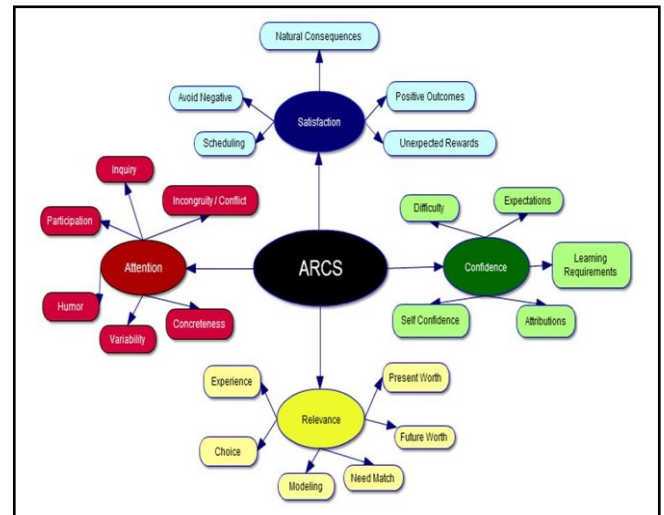 Natural Consequences
Avoid Negative
Positive Outcomes
Satisfaction
Scheduling
Unexpected Rewards
Inquiry
Incongruity / Conflict
Participation
Attention
Humor
Variability
Concreteness
ARCS
Difficulty
Expectations
Confidence
Learning
Requirements
Self Confidence
Attributions
Experience
Present Worth
Relevance
Choice
Future Worth
Modeling
Need Match